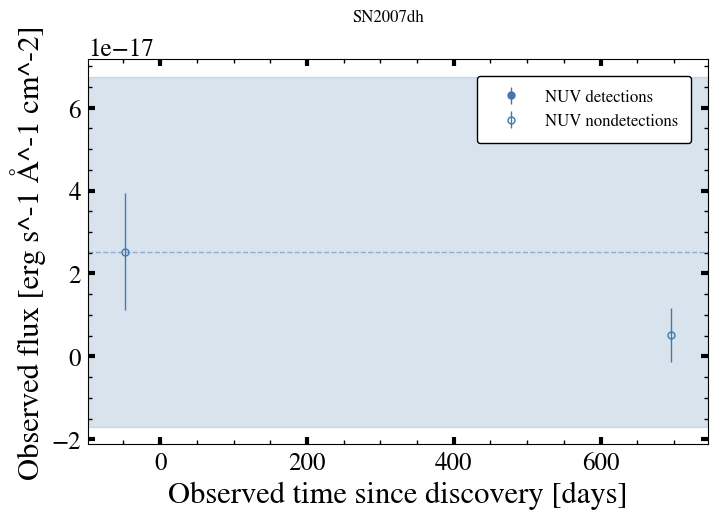 SN2007dh
1e−17
NUV detections
NUV nondetections
6
4
2
0
−2
0 200 400 600
Observed flux [erg s^-1 Å^-1 cm^-2]
Observed time since discovery [days]